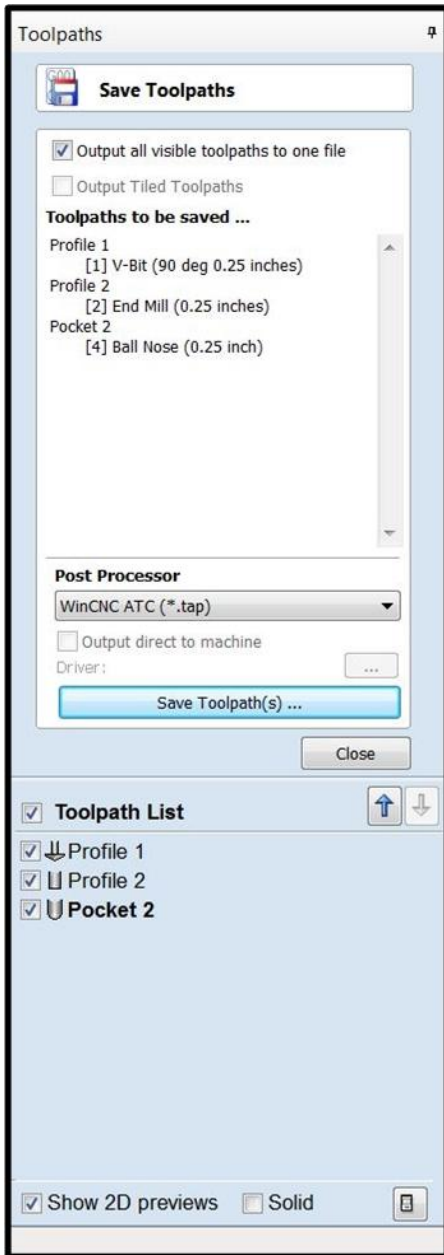 Toolpaths
Save Toolpaths
Output all visible toolpaths to one file
Output Tiled Toolpaths
Toolpaths to be saved ...
Profile 1
[1] V-Bit (90 deg 0.25 inches)
Profile 2
[2] End Mill (0.25 inches)
Pocket 2
[4] Ball Nose (0.25 inch)
Post Processor
WinCNC ATC (*.tap)
Output direct to machine
Driver: ...
Save Toolpath(s) ...
Close
Toolpath List
Profile 1
Profile 2
Pocket 2
Show 2D previews Solid